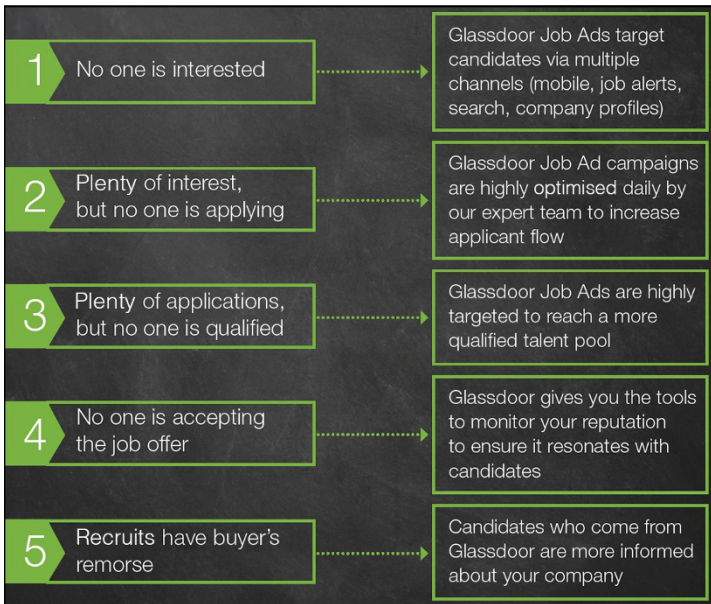 1
No one is interested
Glassdoor Job Ads target
candidates via multiple
channels (mobile, job alerts,
search, company profiles)
2
Plenty of interest,
but no one is applying
Glassdoor Job Ad campaigns
are highly optimised daily by
our expert team to increase
applicant flow
3
Plenty of applications,
but no one is qualified
Glassdoor Job Ads are highly
targeted to reach a more
qualified talent pool
4
No one is accepting
the job offer
Glassdoor gives you the tools
to monitor your reputation
to ensure it resonates with
candidates
5
Recruits have buyer's
remorse
Candidates who come from
Glassdoor are more informed
about your company